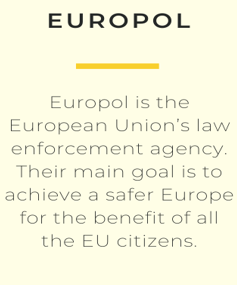 EUROPOL
Europol is the
European Union's law
enforcement agency.
Their main goal is to
achieve a safer Europe
for the benefit of all
the EU citizens.